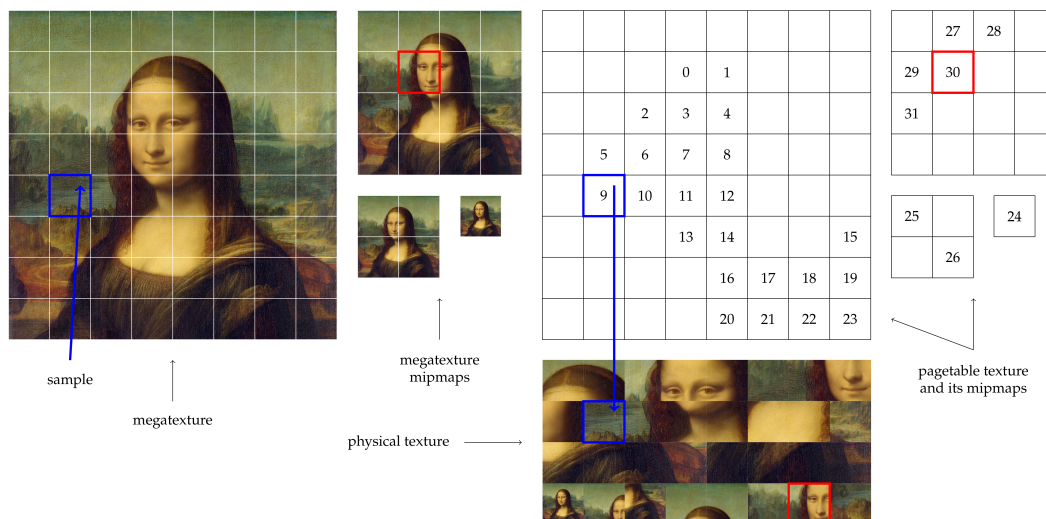 27 28
0 1
29 30
2 3 4
31
5 6 7 8
9 10 11 12
25
24
13 14 15
26
16 17 18 19
20 21 22 23
megatexture
mipmaps
pagetable texture
and its mipmaps
sample
megatexture
physical texture